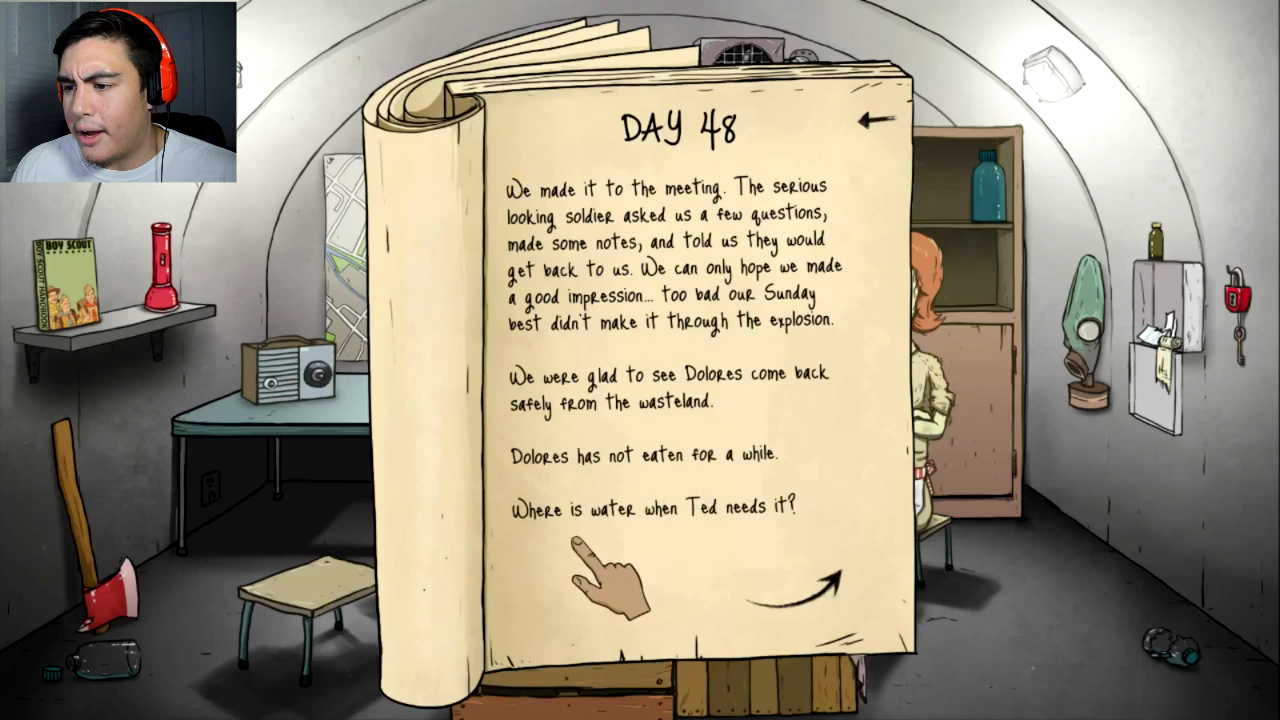 DAY 48
We made it to the meeting. The serious
looking soldier asked us a few questions,
made some notes, and told us they would
get back to us. We can only hope we made
a good impression... too bad our Sunday
best didn't make it through the explosion.
We were glad to see Dolores come back
safely from the wasteland.
Dolores has not eaten for a while.
Where is water when Ted needs it?
BOY SCOUT
BOY SCOUT HANDBOOK